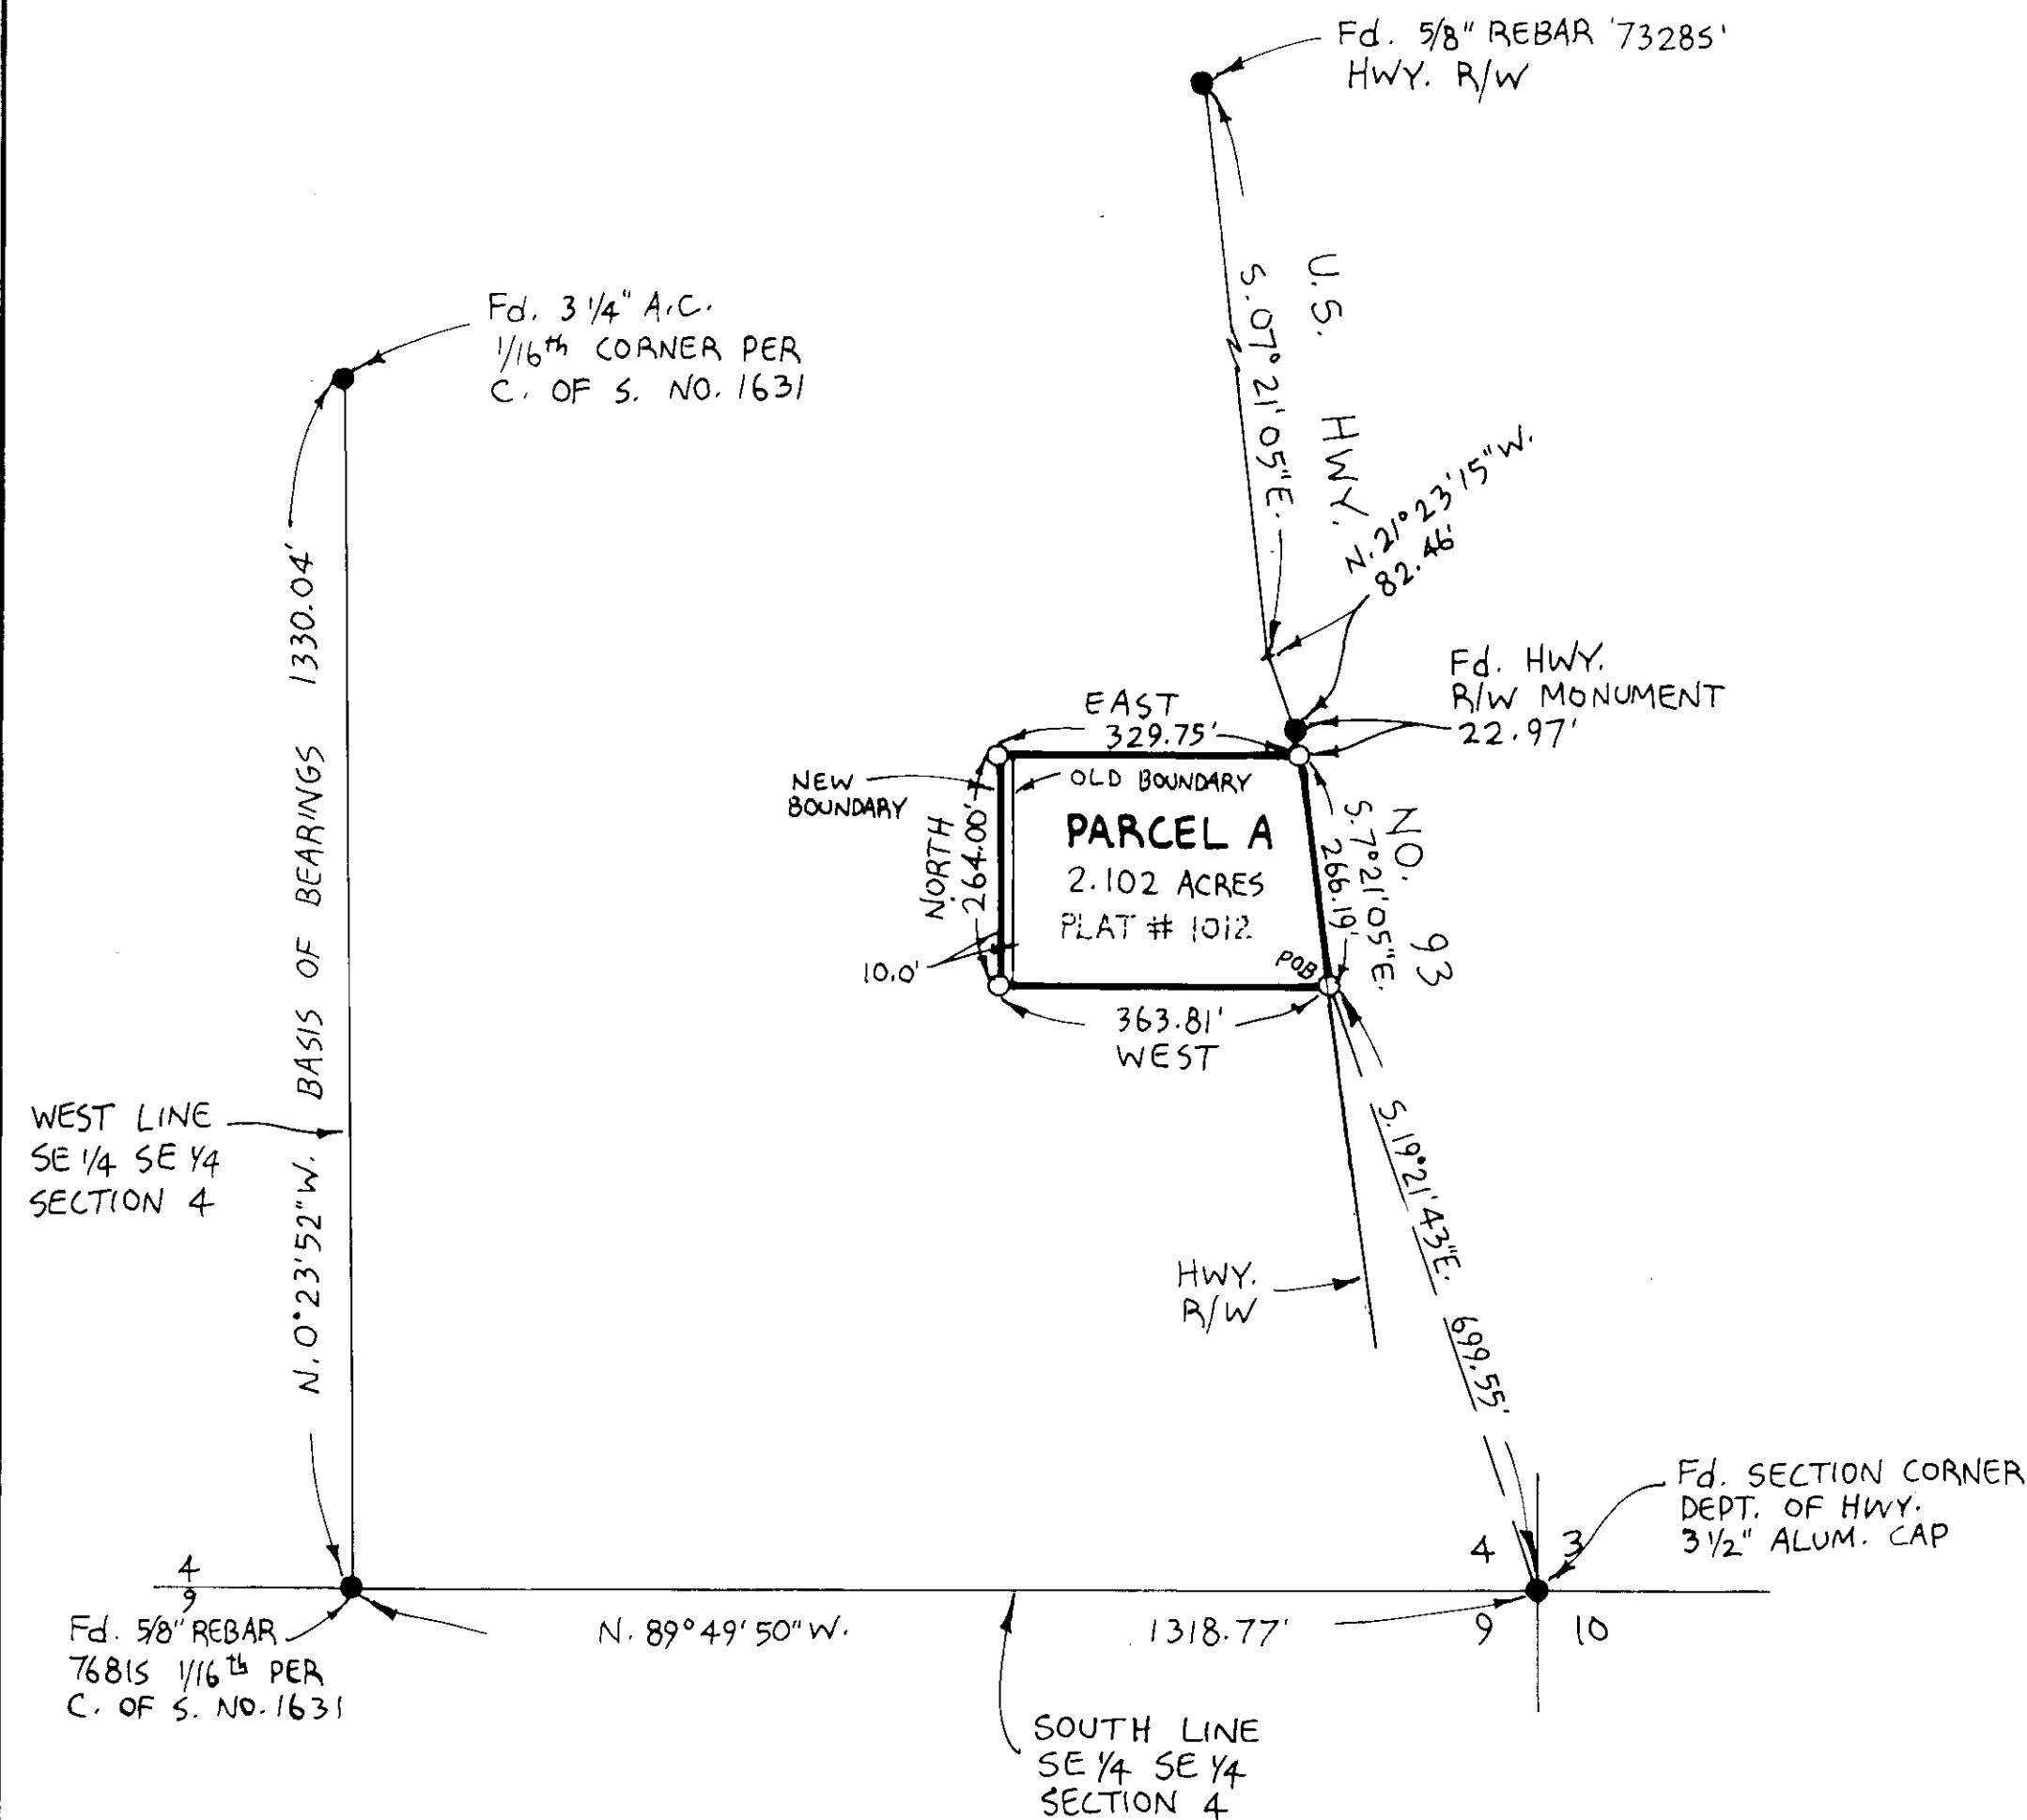 Fd. 5/8" REBAR '7328S'
HWY. R/W
Fd. 3 1/4" A.C.
1/16th CORNER PER
C. OF S. NO. 1631
U.S. HWY. NO. 93
S.07°21'05"E.
N.21°23'15"W.
82.46'
Fd. HWY.
R/W MONUMENT
22.97'
EAST
329.75'
NEW
BOUNDARY
OLD BOUNDARY
PARCEL A
2.102 ACRES
PLAT # 1012
NORTH
264.00'
S.7°21'05"E.
266.19'
10.0'
POB
363.81'
WEST
N.0°23'52"W. BASIS OF BEARINGS 1330.04'
WEST LINE
SE 1/4 SE 1/4
SECTION 4
HWY.
R/W
S.19°21'43"E. 699.55'
Fd. SECTION CORNER
DEPT. OF HWY.
3 1/2" ALUM. CAP
4 3
9 10
4
9
Fd. 5/8" REBAR
7681S 1/16th PER
C. OF S. NO. 1631
N. 89°49'50" W. 1318.77'
SOUTH LINE
SE 1/4 SE 1/4
SECTION 4